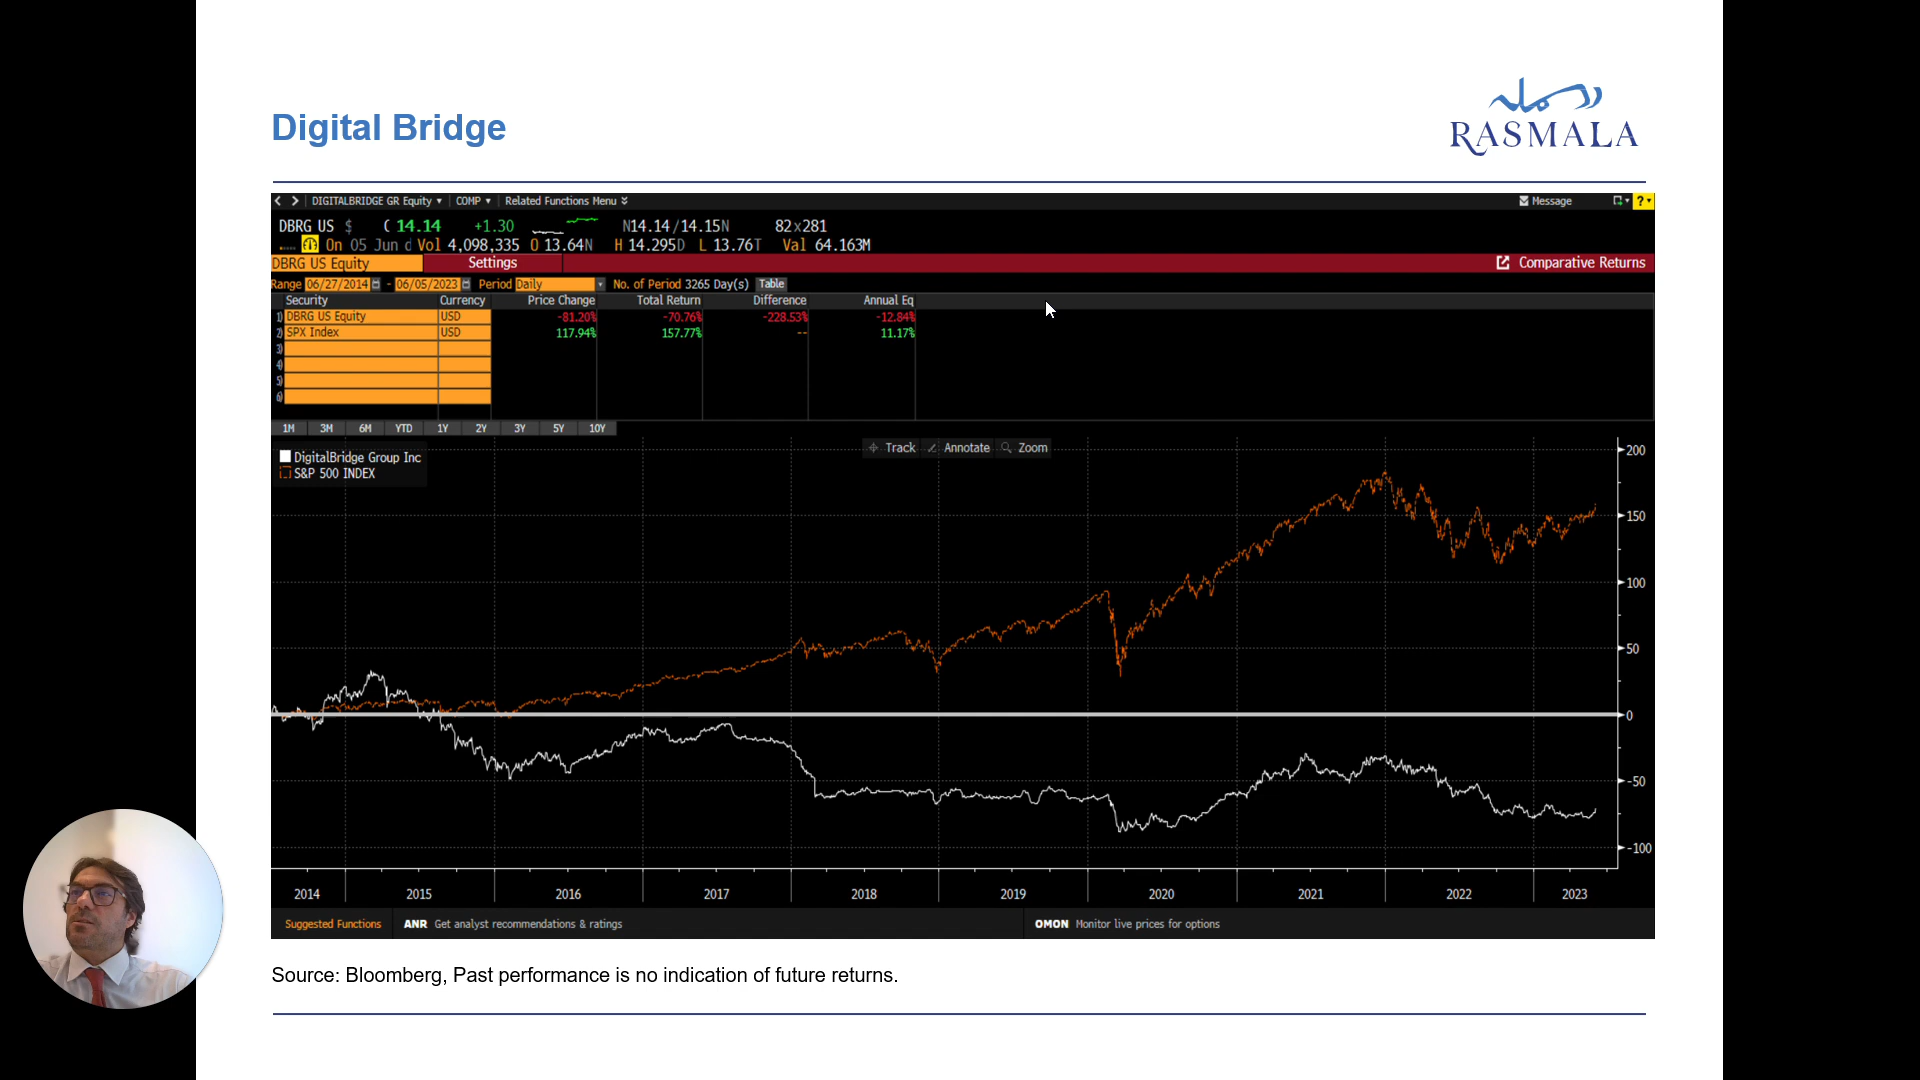 Digital Bridge
رسملة
RASMALA
DIGITALBRIDGE GR Equity COMP Related Functions Menu Message ?
DBRG US $ C 14.14 +1.30 N14.14/14.15N 82x281
On 05 Jun d Vol 4,098,335 O 13.64N H 14.295D L 13.76T Val 64.163M
DBRG US Equity Settings Comparative Returns
Range 06/27/2014 - 06/05/2023 Period Daily No. of Period 3265 Day(s) Table
Security Currency Price Change Total Return Difference Annual Eq
1) DBRG US Equity USD -81.20% -70.76% -228.53% -12.84%
2) SPX Index USD 117.94% 157.77% -- 11.17%
3)
4)
5)
6)
1M 3M 6M YTD 1Y 2Y 3Y 5Y 10Y
Track Annotate Zoom
DigitalBridge Group Inc
S&P 500 INDEX
200
150
100
50
0
-50
-100
2014 2015 2016 2017 2018 2019 2020 2021 2022 2023
Suggested Functions ANR Get analyst recommendations & ratings OMON Monitor live prices for options
Source: Bloomberg, Past performance is no indication of future returns.